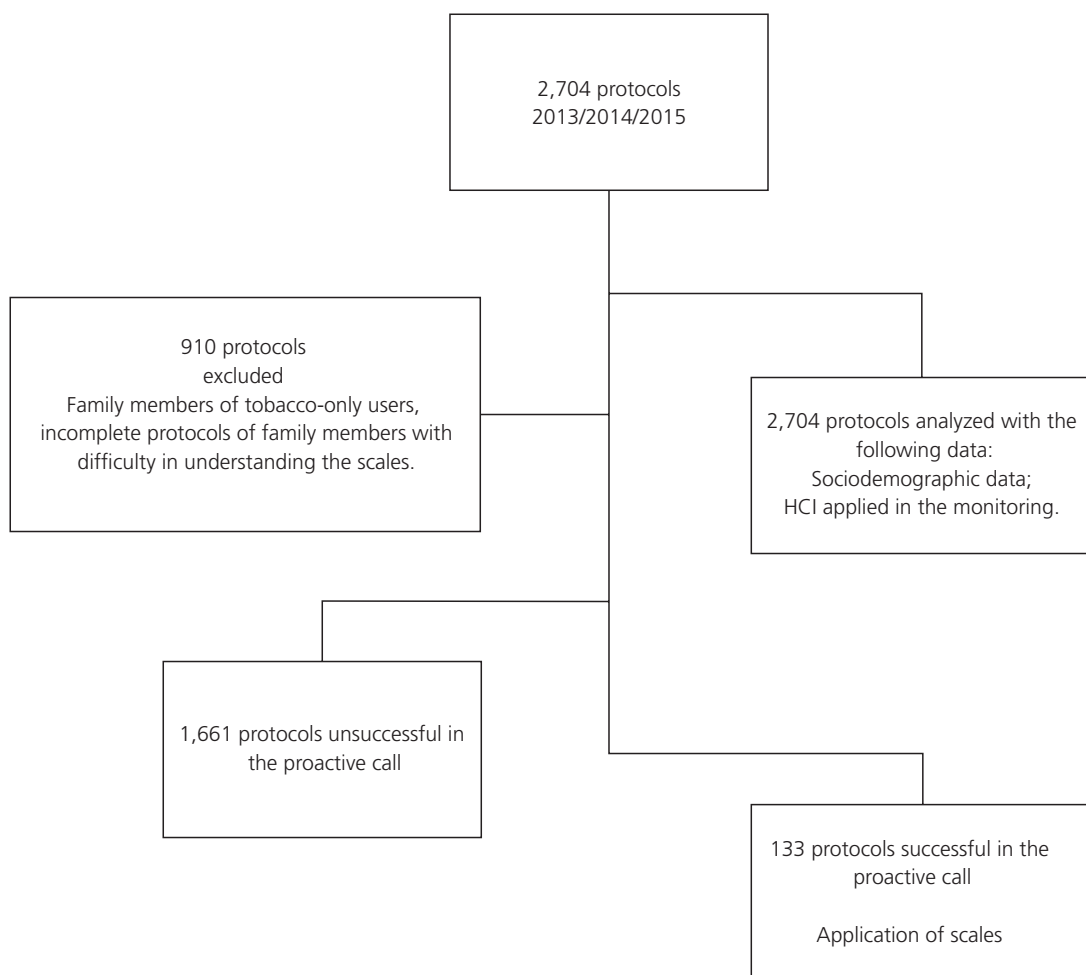 2,704 protocols
2013/2014/2015
910 protocols
excluded
Family members of tobacco-only users,
incomplete protocols of family members with
difficulty in understanding the scales.
2,704 protocols analyzed with the
following data:
Sociodemographic data;
HCI applied in the monitoring.
1,661 protocols unsuccessful in
the proactive call
133 protocols successful in the
proactive call
Application of scales